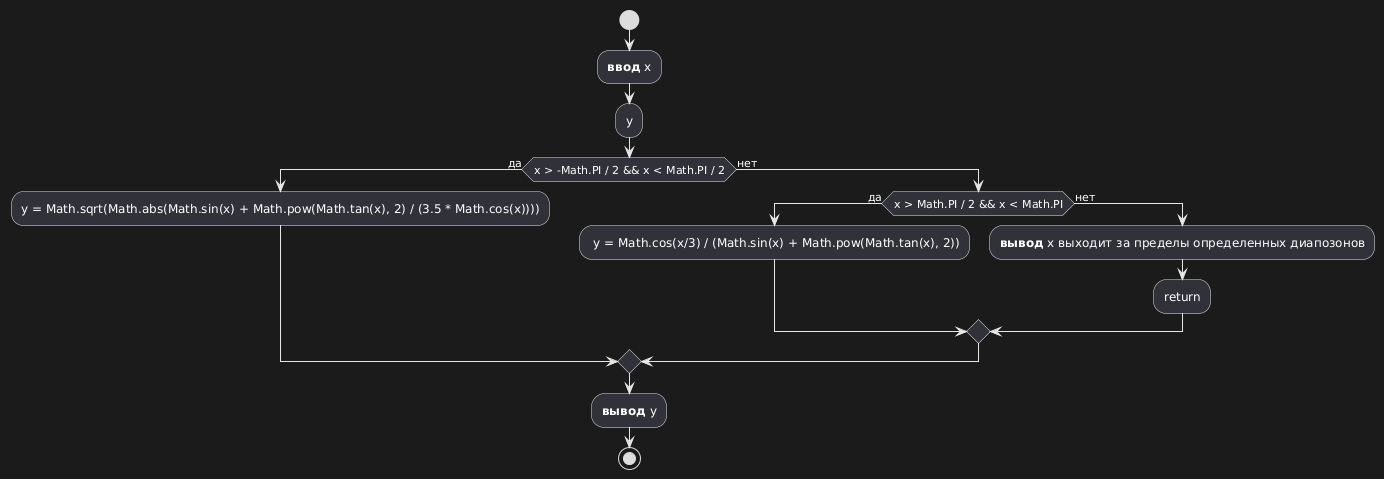 ввод x
y
да
x > -Math.PI / 2 && x < Math.PI / 2
нет
y = Math.sqrt(Math.abs(Math.sin(x) + Math.pow(Math.tan(x), 2) / (3.5 * Math.cos(x))))
да
x > Math.PI / 2 && x < Math.PI
нет
y = Math.cos(x/3) / (Math.sin(x) + Math.pow(Math.tan(x), 2))
вывод x выходит за пределы определенных диапозонов
return
вывод y